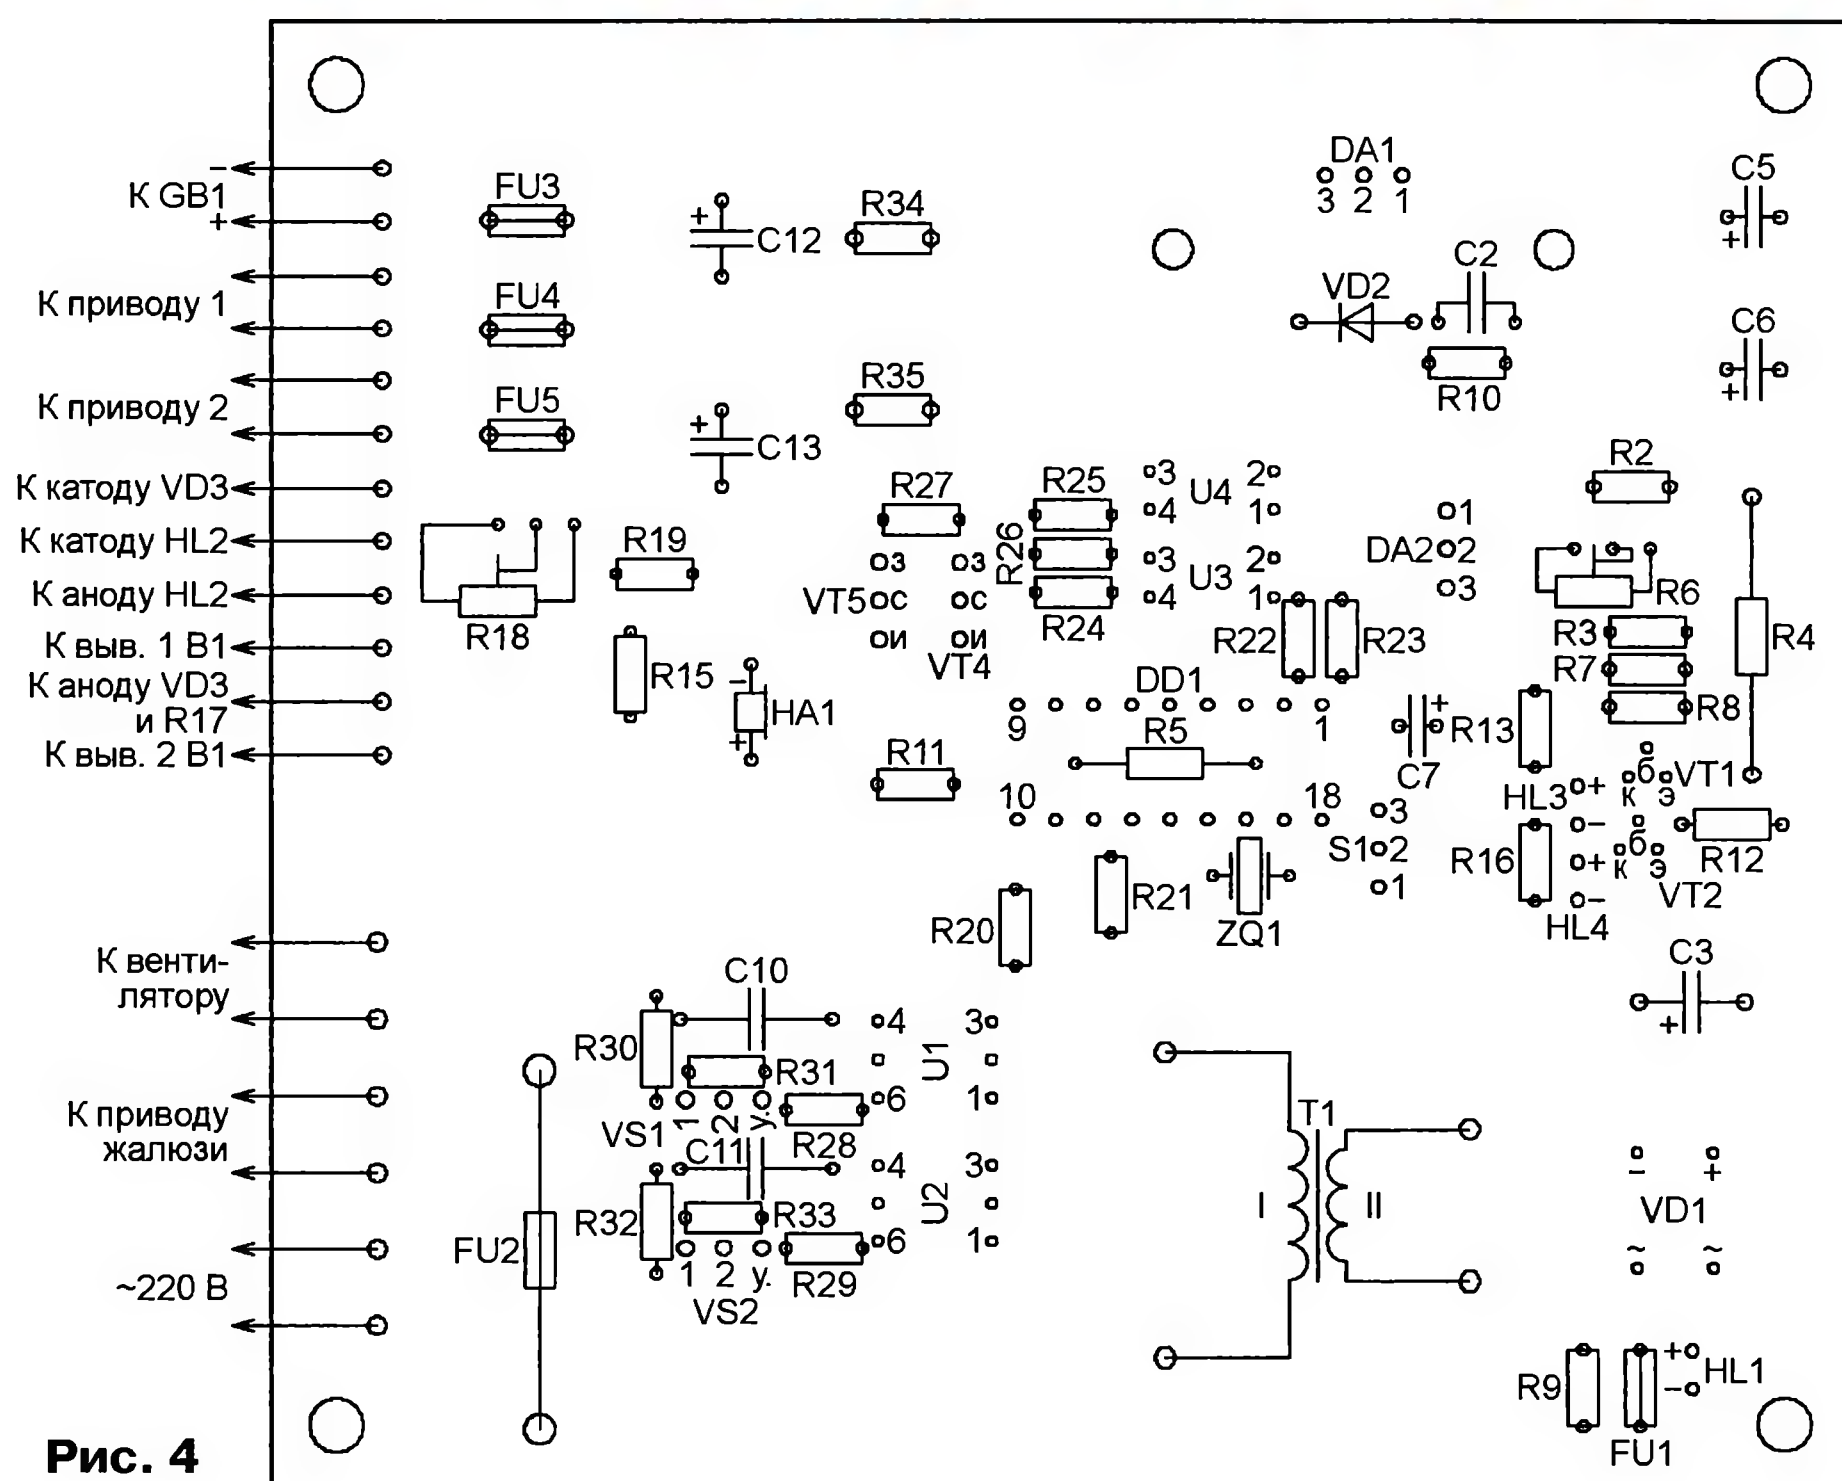 DA1
3 2 1
C5
+
−
К GB1
+
FU3
+
C12
R34
C2
VD2
К приводу 1
FU4
C6
+
R10
К приводу 2
FU5
+
C13
R35
R2
К катоду VD3
R27
R25
3
4
U4
2
1
1
DA2 2
3
К катоду HL2
R19
R26
3
4
U3
2
1
з
з
VT5 с
с
и
и
VT4
К аноду HL2
R18
R24
R22
R23
R6
R3
R4
R7
R8
К выв. 1 B1
R15
−
HA1
+
К аноду VD3
и R17
DD1
9
1
R5
+
C7
R13
К выв. 2 B1
R11
10
18
3
S1 2
1
HL3
+
−
б
к э
VT1
R16
+
−
HL4
б
к э
VT2
R12
R20
R21
ZQ1
C3
+
К венти-
лятору
C10
R30
R31
4
3
U1
6
1
R28
VS1
1 2 у.
К приводу
жалюзи
C11
R32
R33
4
3
U2
6
1
R29
1 2 у.
VS2
FU2
T1
I
II
− +
VD1
~ ~
~220 В
R9
+
−
HL1
FU1
Рис. 4